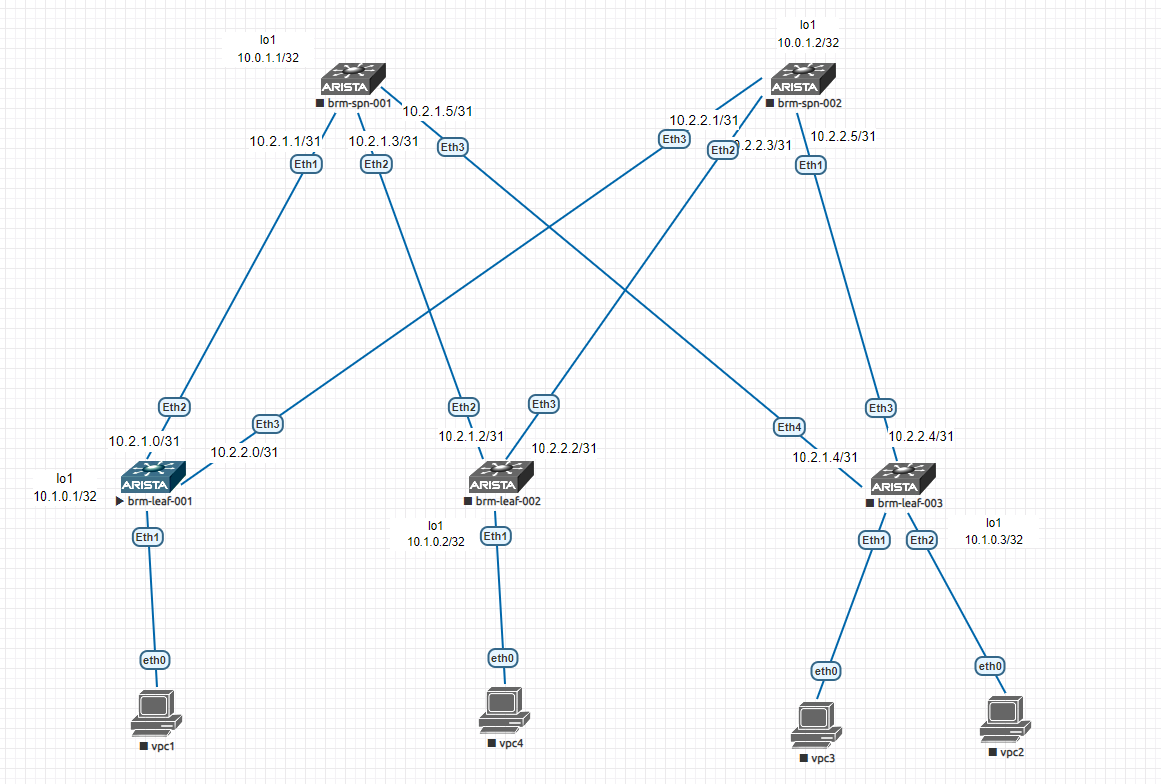 lo1
10.0.1.2/32
lo1
10.0.1.1/32
ARISTA
ARISTA
brm-spn-001
brm-spn-002
10.2.1.5/31
10.2.2.1/31
10.2.2.5/31
10.2.1.1/31
10.2.1.3/31
Eth3
Eth3
Eth2
.2.2.3/31
Eth1
Eth2
Eth1
Eth2
Eth3
Eth2
Eth3
Eth4
Eth3
10.2.1.0/31
10.2.2.0/31
10.2.1.2/31
10.2.2.2/31
10.2.1.4/31
10.2.2.4/31
lo1
10.1.0.1/32
ARISTA
brm-leaf-001
ARISTA
brm-leaf-002
ARISTA
brm-leaf-003
lo1
10.1.0.2/32
lo1
10.1.0.3/32
Eth1
Eth1
Eth1
Eth2
eth0
eth0
eth0
eth0
vpc1
vpc4
vpc3
vpc2